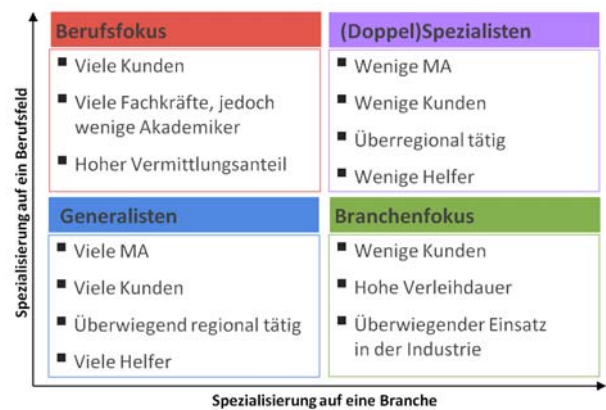 Spezialisierung auf ein Berufsfeld
Berufsfokus
▪ Viele Kunden
▪ Viele Fachkräfte, jedoch
wenige Akademiker
▪ Hoher Vermittlungsanteil
(Doppel)Spezialisten
▪ Wenige MA
▪ Wenige Kunden
▪ Überregional tätig
▪ Wenige Helfer
Generalisten
▪ Viele MA
▪ Viele Kunden
▪ Überwiegend regional tätig
▪ Viele Helfer
Branchenfokus
▪ Wenige Kunden
▪ Hohe Verleihdauer
▪ Überwiegender Einsatz
in der Industrie
Spezialisierung auf eine Branche